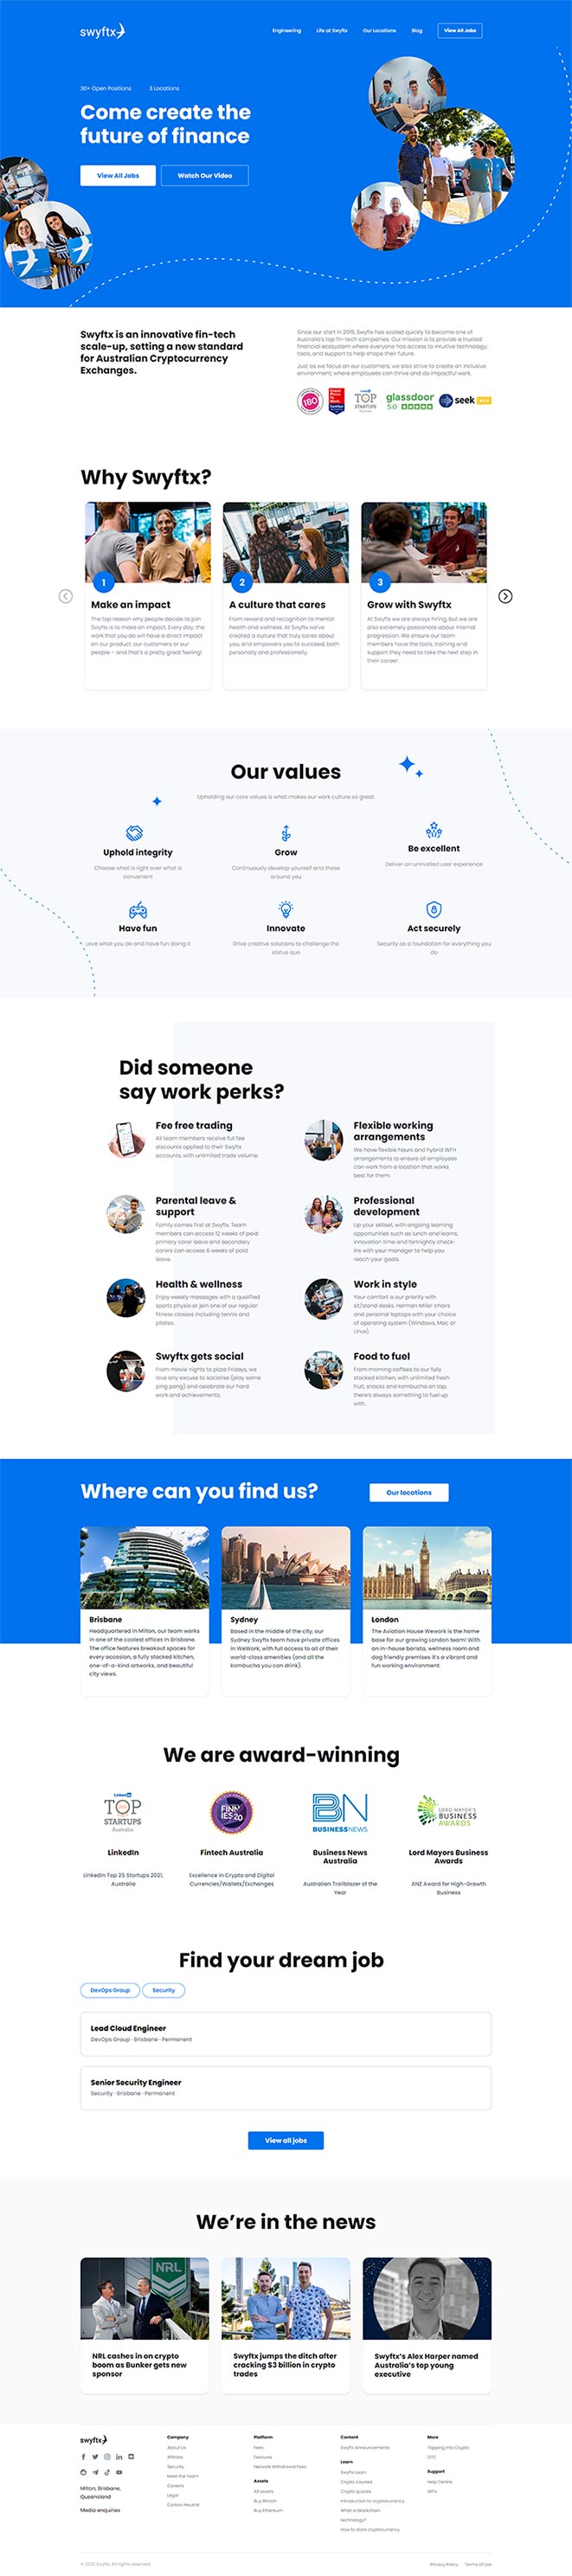 swyftx
Engineering
Life at Swyftx
Our Locations
Blog
View All Jobs
30+ Open Positions
3 Locations
Come create the
future of finance
View All Jobs
Watch Our Video
Swyftx is an innovative fin-tech
scale-up, setting a new standard
for Australian Cryptocurrency
Exchanges.
Since our start in 2019, Swyftx has scaled quickly to become one of
Australia's top fin-tech companies. Our mission is to provide a trusted
financial ecosystem where everyone has access to intuitive technology,
tools, and support to help shape their future.
Just as we focus on our customers, we also strive to create an inclusive
environment, where employees can thrive and do impactful work.
180
Linked in
TOP
STARTUPS
Australia
glassdoor
5.0
seek
Why Swyftx?
1
2
3
Make an impact
The top reason why people decide to join
Swyftx is to make an impact. Every day, the
work that you do will have a direct impact
on our product, our customers or our
people - and that's a pretty great feeling!
A culture that cares
From reward and recognition to mental
health and wellness. At Swyftx we've
created a culture that truly cares about
you, and empowers you to succeed, both
personally and professionally.
Grow with Swyftx
At Swyftx we are always hiring, but we are
also extremely passionate about internal
progression. We ensure our team
members have the tools, training and
support they need to take the next step in
their career.
Our values
Upholding our core values is what makes our work culture so great.
Uphold integrity
Choose what is right over what is
convenient
Grow
Continuously develop yourself and those
around you
Be excellent
Deliver an unrivalled user experience
Have fun
Love what you do and have fun doing it
Innovate
Drive creative solutions to challenge the
status quo
Act securely
Security as a foundation for everything you
do
Did someone
say work perks?
Fee free trading
All team members receive full fee
discounts applied to their Swyftx
accounts, with unlimited trade volume.
Flexible working
arrangements
We have flexible hours and hybrid WFH
arrangements to ensure all employees
can work from a location that works
best for them.
Parental leave &
support
Family comes first at Swyftx. Team
members can access 12 weeks of paid
primary carer leave and secondary
carers can access 6 weeks of paid
leave.
Professional
development
Up your skillset, with ongoing learning
opportunities such as lunch-and-learns,
innovation time and fortnightly check-
ins with your manager to help you
reach your goals.
Health & wellness
Enjoy weekly massages with a qualified
sports physio or join one of our regular
fitness classes including tennis and
pilates.
Work in style
Your comfort is our priority with
sit/stand desks, Herman Miller chairs
and personal laptops with your choice
of operating system (Windows, Mac or
Linux).
Swyftx gets social
From movie nights to pizza Fridays, we
love any excuse to socialise (play some
ping pong) and celebrate our hard
work and achievements.
Food to fuel
From morning coffees to our fully
stocked kitchen, with unlimited fresh
fruit, snacks and kombucha on tap,
there's always something to fuel up
with.
Where can you find us?
Our locations
Brisbane
Headquartered in Milton, our team works
in one of the coolest offices in Brisbane.
The office features breakout spaces for
every occasion, a fully stocked kitchen,
one-of-a-kind artworks, and beautiful
city views.
Sydney
Based in the middle of the city, our
Sydney Swyftx team have private offices
in WeWork, with full access to all of their
world-class amenities (and all the
kombucha you can drink).
London
The Aviation House Wework is the home
base for our growing London team! With
an in-house barista, wellness room and
dog friendly premises it's a vibrant and
fun working environment.
We are award-winning
LinkedIn
TOP
STARTUPS
Australia
FINN
IES20
BN
BUSINESSNEWS
LORD MAYOR'S
BUSINESS
AWARDS
LinkedIn
LinkedIn Top 25 Startups 2021,
Australia
Fintech Australia
Excellence in Crypto and Digital
Currencies/Wallets/Exchanges
Business News
Australia
Australian Trailblazer of the
Year
Lord Mayors Business
Awards
ANZ Award for High-Growth
Business
Find your dream job
DevOps Group
Security
Lead Cloud Engineer
DevOps Group · Brisbane · Permanent
Senior Security Engineer
Security · Brisbane · Permanent
View all jobs
We're in the news
NRL
NRL cashes in on crypto
boom as Bunker gets new
sponsor
Swyftx jumps the ditch after
cracking $3 billion in crypto
trades
Swyftx's Alex Harper named
Australia's top young
executive
swyftx
Milton, Brisbane,
Queensland
Media enquiries
Company
About Us
Affiliate
Security
Meet the Team
Careers
Legal
Carbon Neutral
Platform
Fees
Features
Network Withdrawal Fees
Assets
All assets
Buy Bitcoin
Buy Ethereum
Content
Swyftx Announcements
Learn
Swyftx Learn
Crypto courses
Crypto quizzes
Introduction to cryptocurrency
What is blockchain
technology?
How to store cryptocurrency
More
Tapping Into Crypto
OTC
Support
Help Centre
API's
© 2022 Swyftx. All rights reserved.
Privacy Policy
Terms of Use